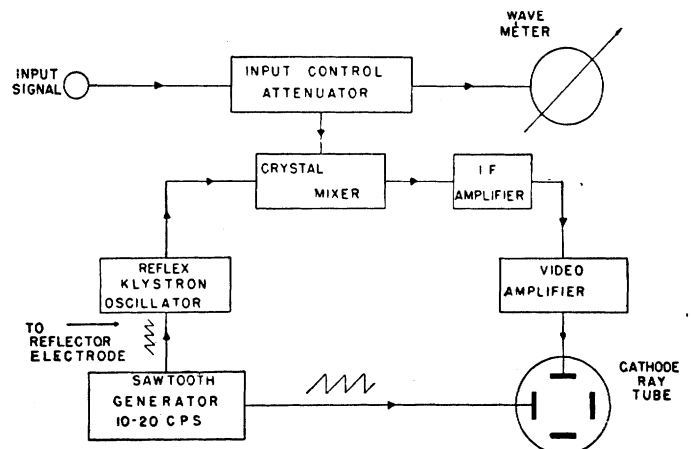 WAVE
METER
INPUT
SIGNAL
INPUT CONTROL
ATTENUATOR
CRYSTAL
MIXER
I F
AMPLIFIER
REFLEX
KLYSTRON
OSCILLATOR
VIDEO
AMPLIFIER
TO
REFLECTOR
ELECTRODE
SAWTOOTH
GENERATOR
10-20 CPS
CATHODE
RAY
TUBE